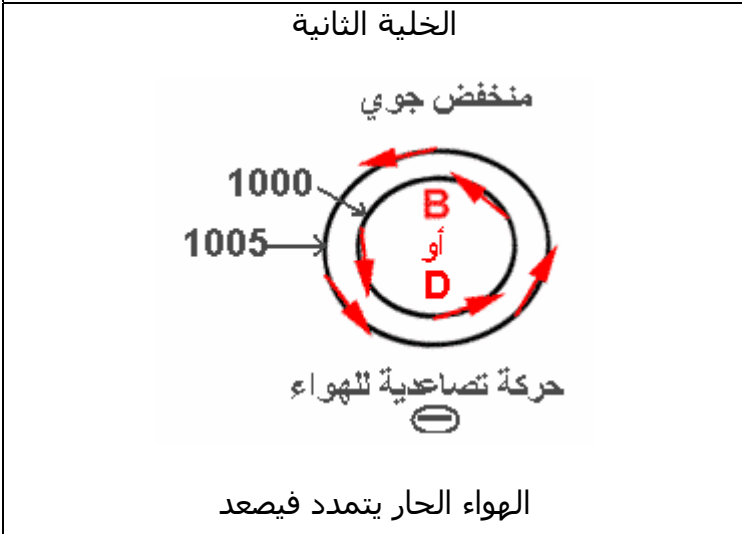 الخلية الثانية
منخفض جوي
1000
1005
B
أو
D
حركة تصاعدية للهواء
الهواء الحار يتمدد فيصعد